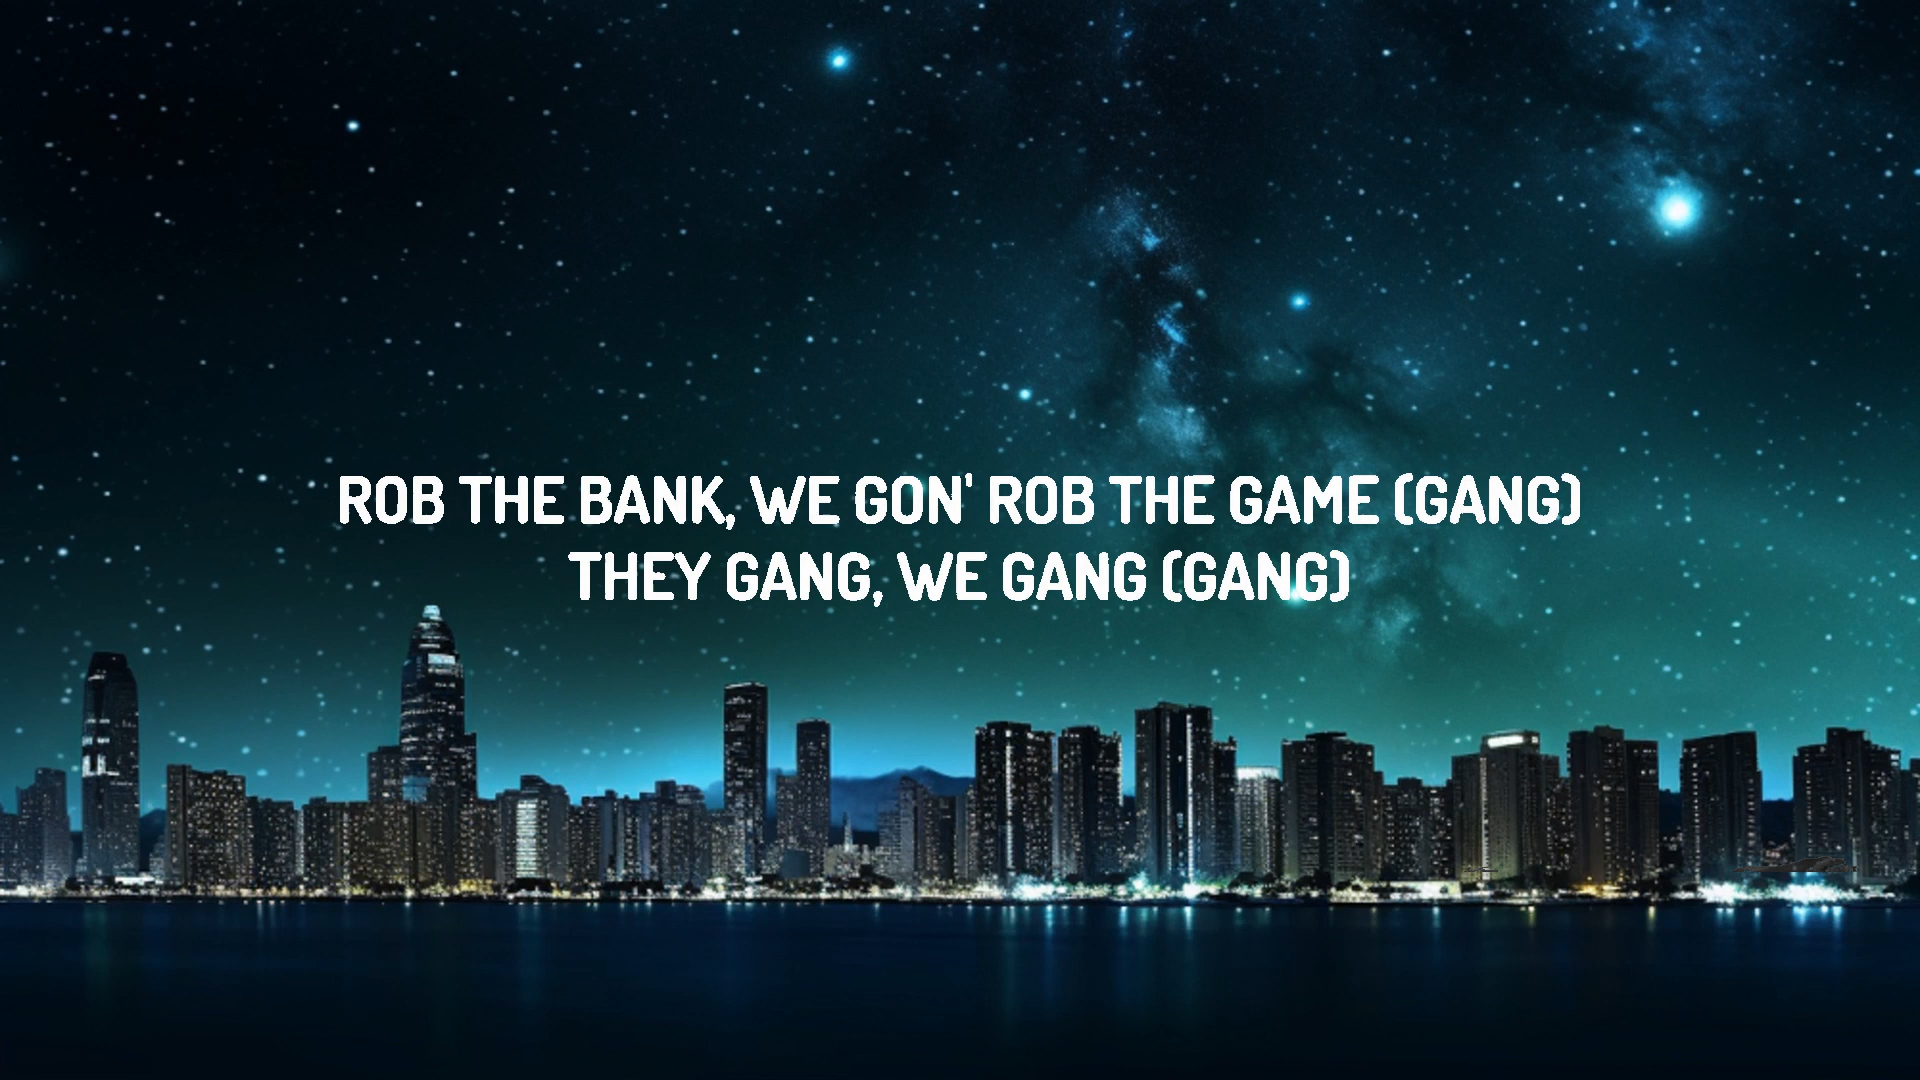 ROB THE BANK, WE GON' ROB THE GAME (GANG)
THEY GANG, WE GANG (GANG)